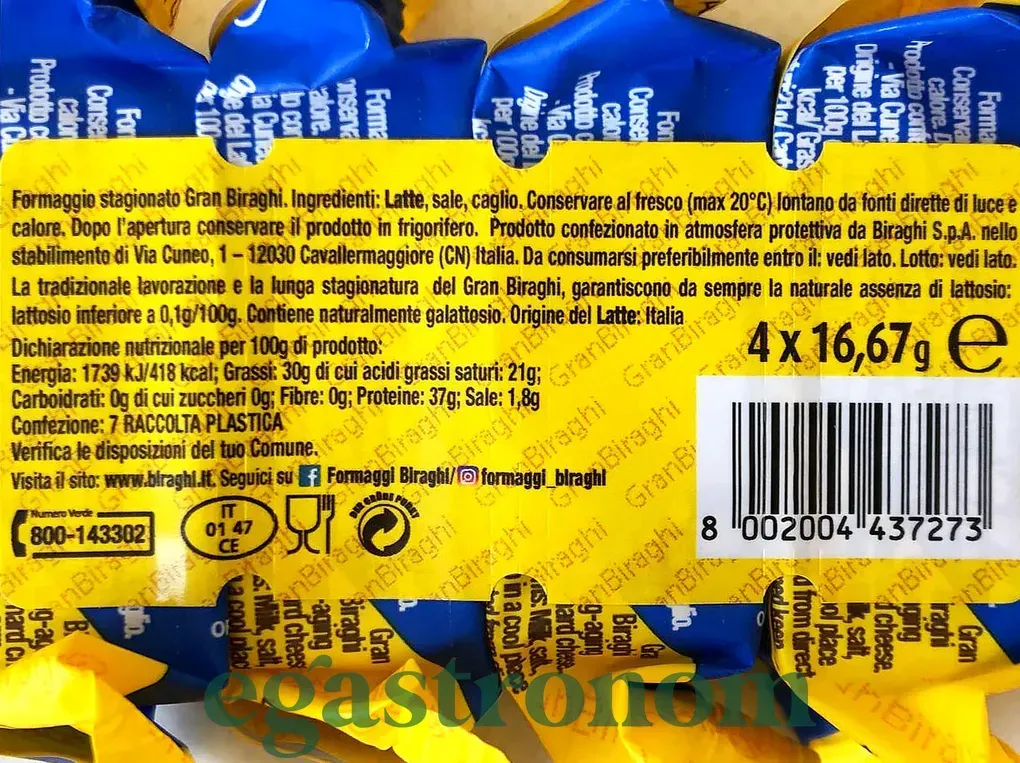 Formaggio stagionato Gran Biraghi. Ingredienti: Latte, sale, caglio. Conservare al fresco (max 20°C) lontano da fonti dirette di luce e
calore. Dopo l'apertura conservare il prodotto in frigorifero. Prodotto confezionato in atmosfera protettiva da Biraghi S.p.A. nello
stabilimento di Via Cuneo, 1 – 12030 Cavallermaggiore (CN) Italia. Da consumarsi preferibilmente entro il: vedi lato. Lotto: vedi lato.
La tradizionale lavorazione e la lunga stagionatura del Gran Biraghi, garantiscono da sempre la naturale assenza di lattosio:
lattosio inferiore a 0,1g/100g. Contiene naturalmente galattosio. Origine del Latte: Italia
4 x 16,67g e
Dichiarazione nutrizionale per 100g di prodotto:
Energia: 1739 kJ/418 kcal; Grassi: 30g di cui acidi grassi saturi: 21g;
Carboidrati: 0g di cui zuccheri 0g; Fibre: 0g; Proteine: 37g; Sale: 1,8g
Confezione: 7 RACCOLTA PLASTICA
Verifica le disposizioni del tuo Comune.
Visita il sito: www.biraghi.it Seguici su f Formaggi Biraghi/ formaggi_biraghi
Numero Verde
800-143302
IT
01 47
CE
DER GRÜNE PUNKT
8 002004 437273
GranBiraghi
egastronom